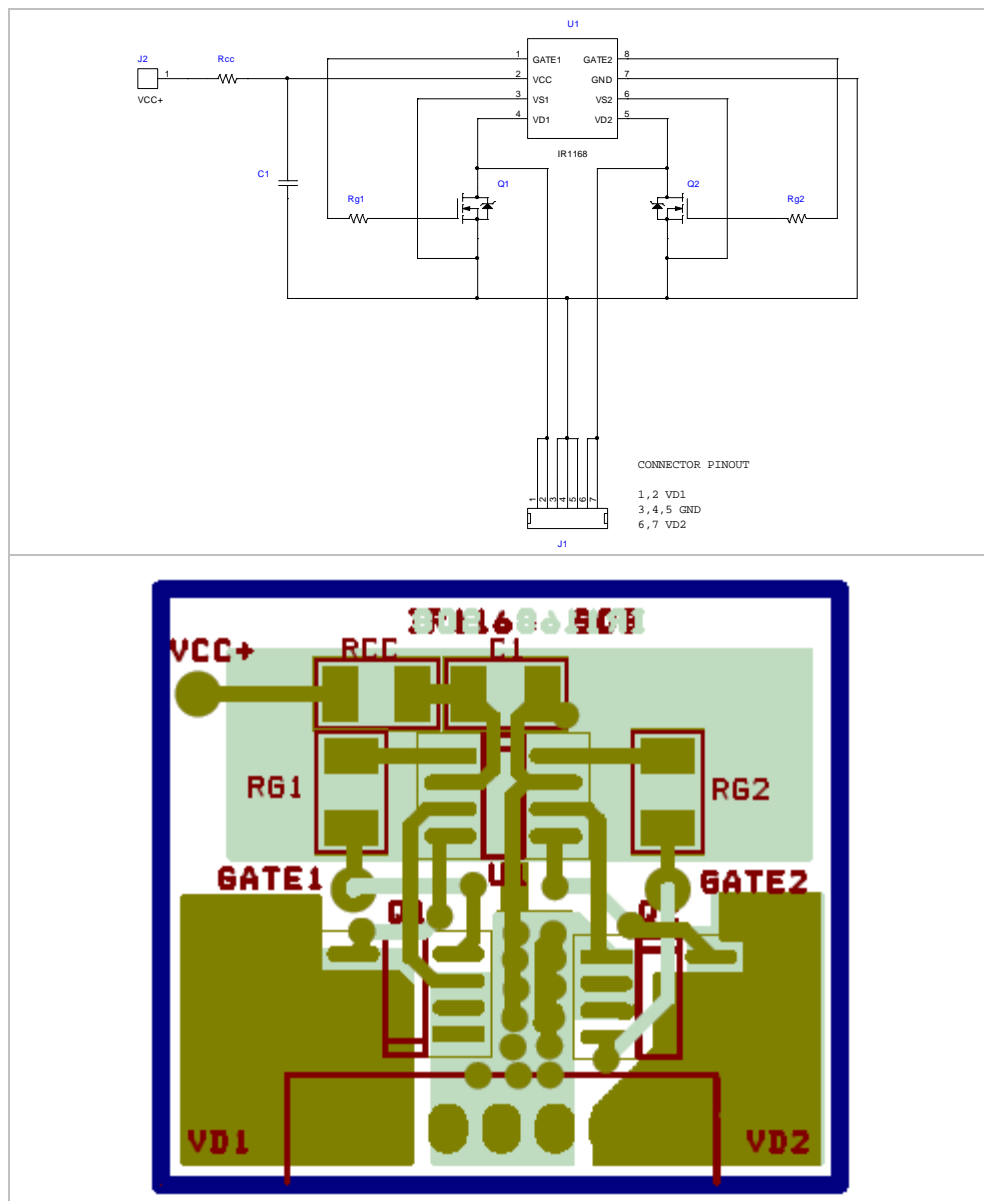 U1
J2
1
VCC+
Rcc
C1
1
GATE1
2
VCC
3
VS1
4
VD1
8
GATE2
7
GND
6
VS2
5
VD2
IR1168
Rg1
Q1
Q2
Rg2
1
2
3
4
5
6
7
J1
CONNECTOR PINOUT
1,2 VD1
3,4,5 GND
6,7 VD2
VCC+
RCC
C1
RG1
RG2
U1
GATE1
GATE2
Q1
VD1
VD2